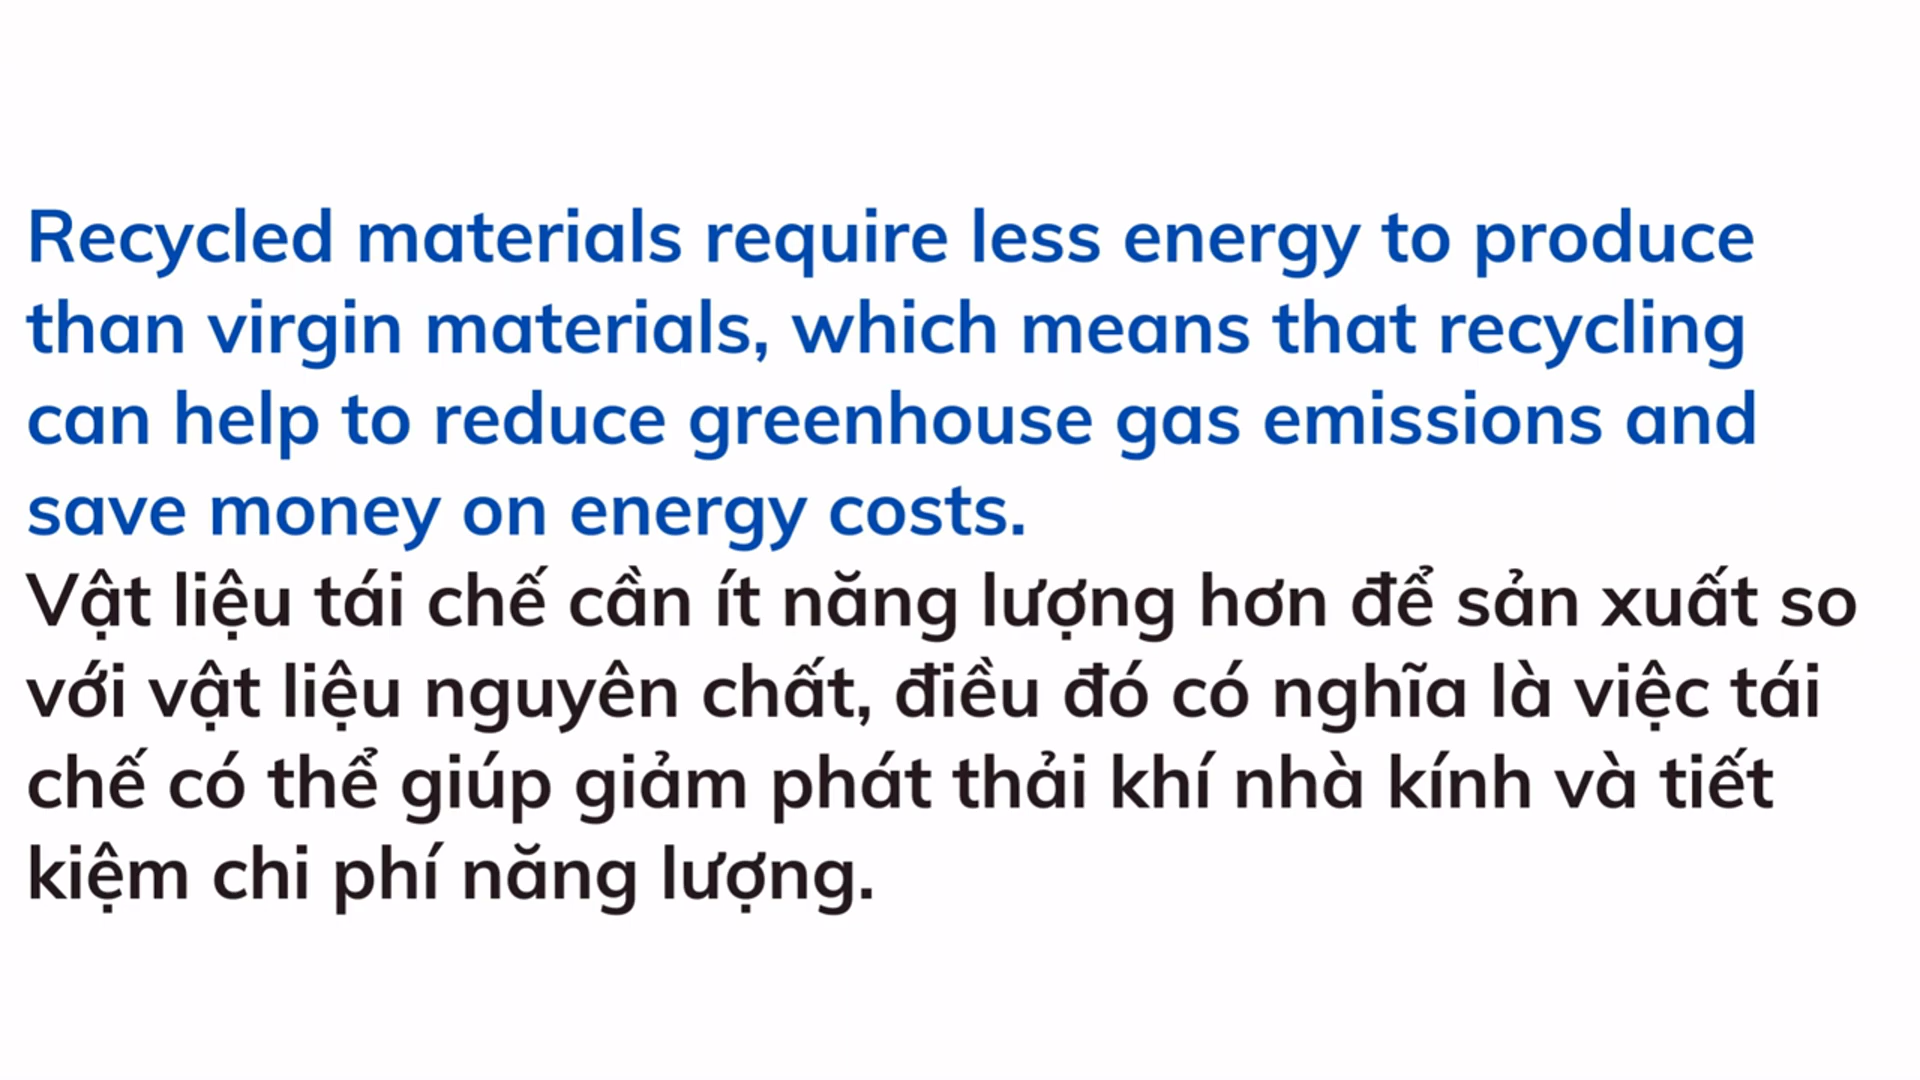 Recycled materials require less energy to produce
than virgin materials, which means that recycling
can help to reduce greenhouse gas emissions and
save money on energy costs.
Vật liệu tái chế cần ít năng lượng hơn để sản xuất so
với vật liệu nguyên chất, điều đó có nghĩa là việc tái
chế có thể giúp giảm phát thải khí nhà kính và tiết
kiệm chi phí năng lượng.